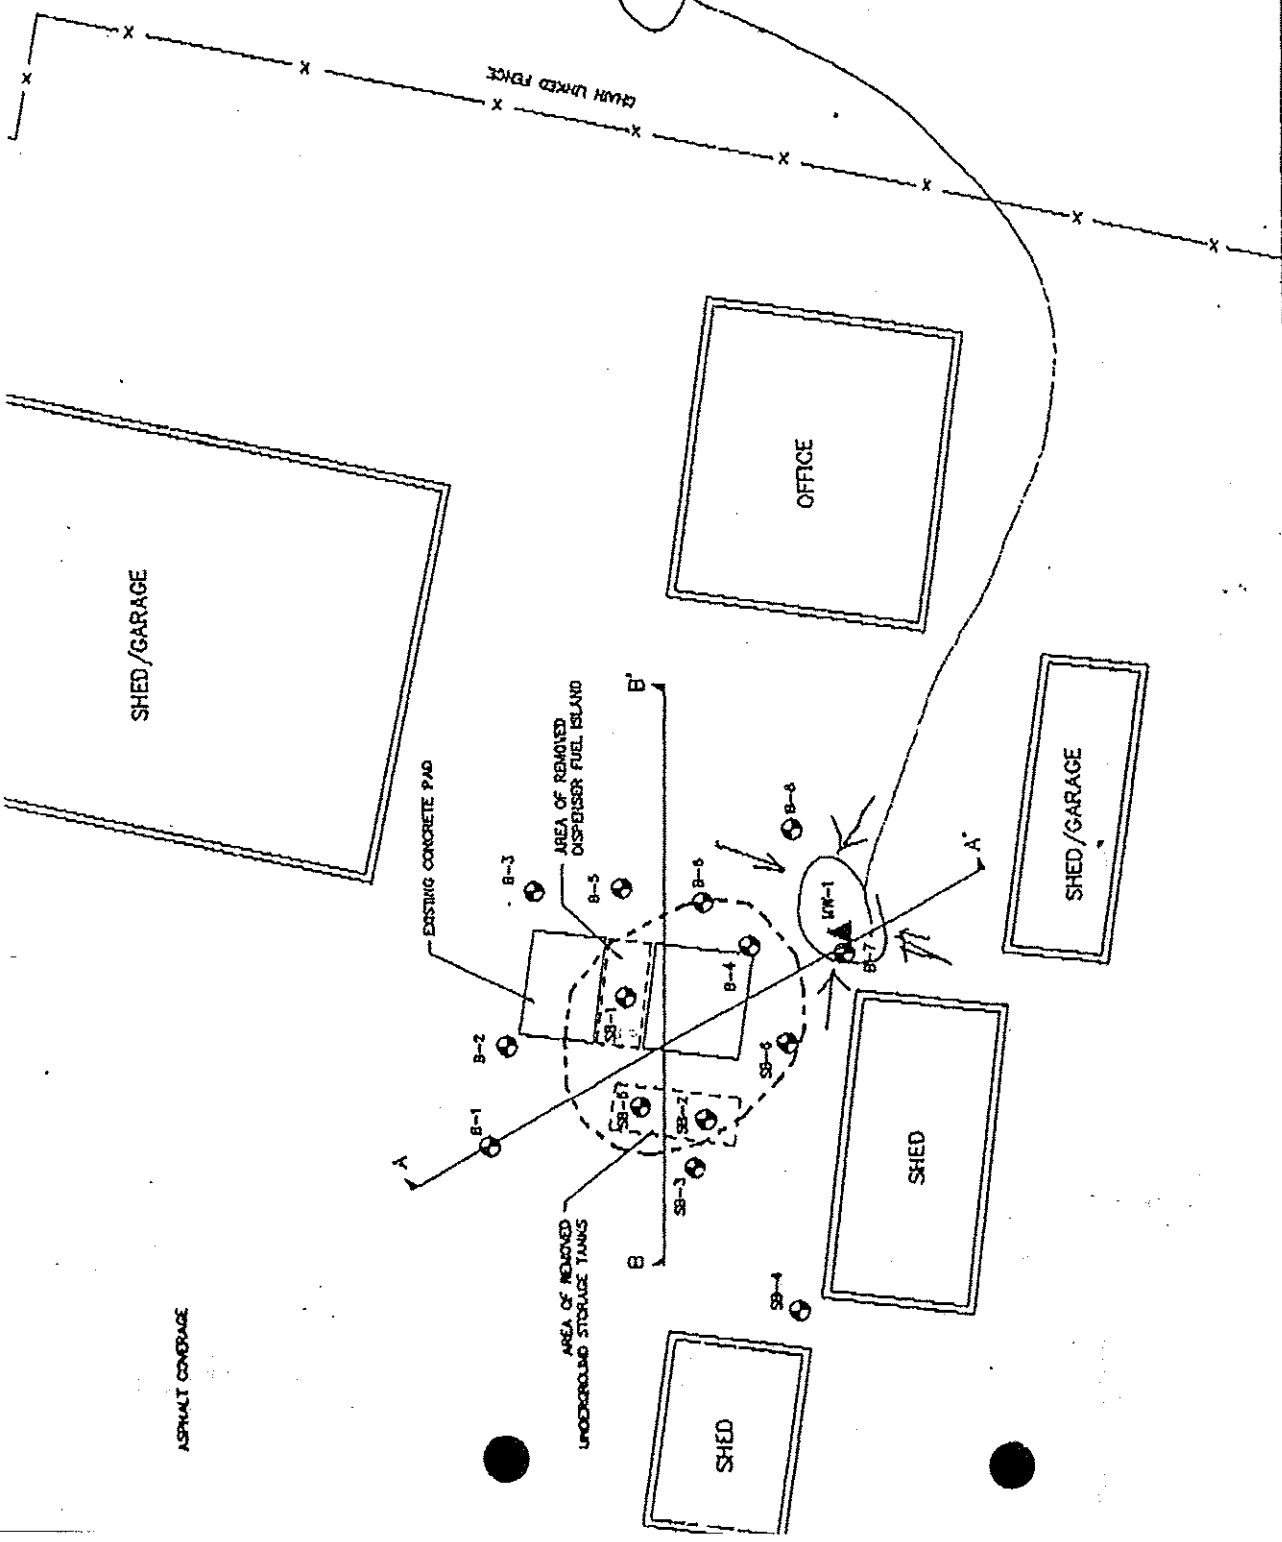 CHAIN LINKED FENCE
OFFICE
SHED/GARAGE
EXISTING CONCRETE PAD
AREA OF REMOVED
DISPENSER FUEL ISLAND
B'
B-3
B-5
B-6
B-8
SHED/GARAGE
A'
MW-1
B-7
B-4
SB-1
B-2
SB-6
B-1
SB-2
A
SB-3
SHED
AREA OF REMOVED
UNDERGROUND STORAGE TANKS
B
SB-4
ASPHALT COVERAGE
SHED